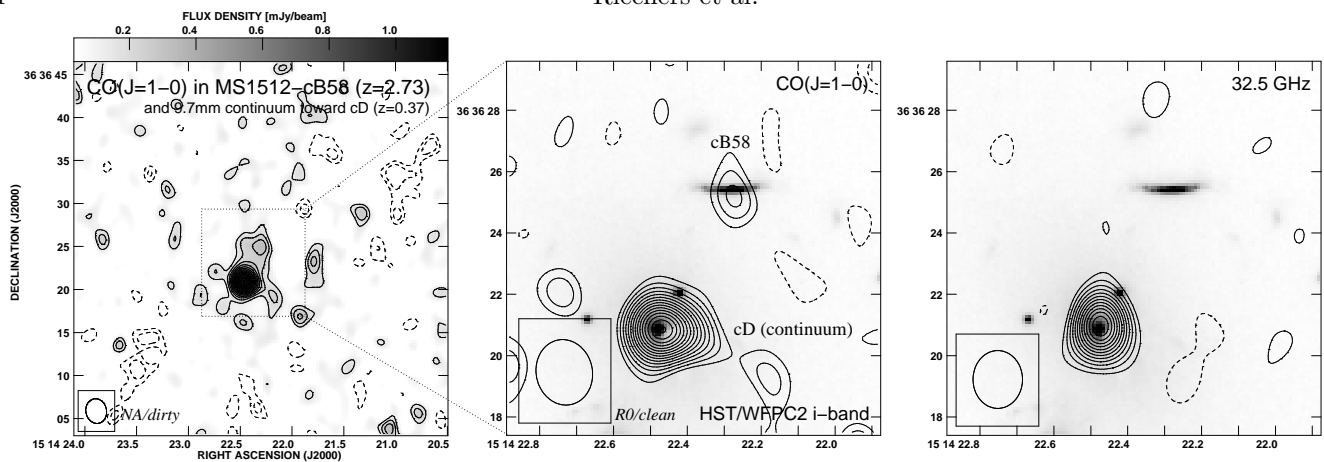 Riechers et al.
FLUX DENSITY [mJy/beam]
0.2 0.4 0.6 0.8 1.0
CO(J=1−0) in MS1512−cB58 (z=2.73)
and 9.7mm continuum toward cD (z=0.37)
DECLINATION (J2000)
36 36 45
40
35
30
25
20
15
10
05
NA/dirty
15 14 24.0 23.5 23.0 22.5 22.0 21.5 21.0 20.5
RIGHT ASCENSION (J2000)
CO(J=1−0)
36 36 28
26
24
22
20
18
cB58
cD (continuum)
R0/clean
HST/WFPC2 i−band
15 14 22.8 22.6 22.4 22.2 22.0
32.5 GHz
36 36 28
26
24
22
20
18
15 14 22.8 22.6 22.4 22.2 22.0